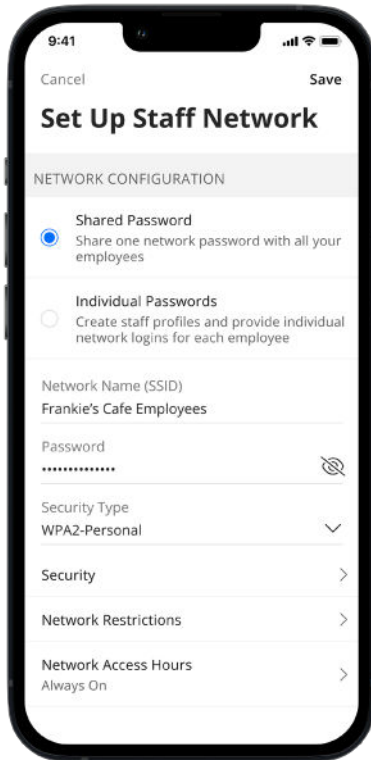 9:41
Cancel Save
Set Up Staff Network
NETWORK CONFIGURATION
Shared Password
Share one network password with all your
employees
Individual Passwords
Create staff profiles and provide individual
network logins for each employee
Network Name (SSID)
Frankie's Cafe Employees
Password
••••••••••••••
Security Type
WPA2-Personal
Security
Network Restrictions
Network Access Hours
Always On